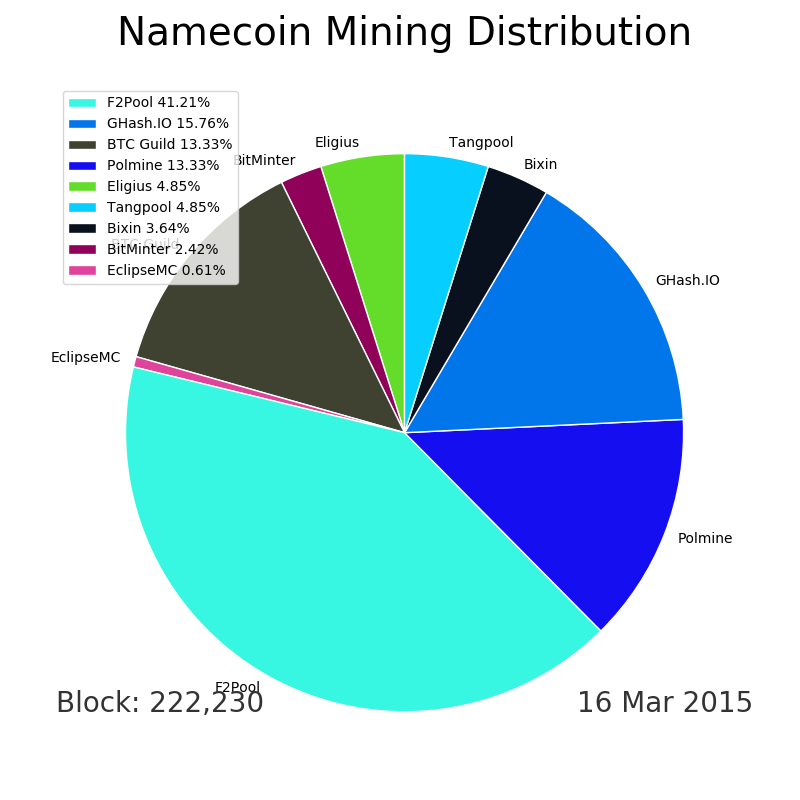 Namecoin Mining Distribution
F2Pool 41.21%
GHash.IO 15.76%
BTC Guild 13.33%
Polmine 13.33%
Eligius 4.85%
Tangpool 4.85%
Bixin 3.64%
BitMinter 2.42%
EclipseMC 0.61%
Eligius
Tangpool
BitMinter
Bixin
BTC Guild
GHash.IO
EclipseMC
Polmine
F2Pool
Block: 222,230
16 Mar 2015